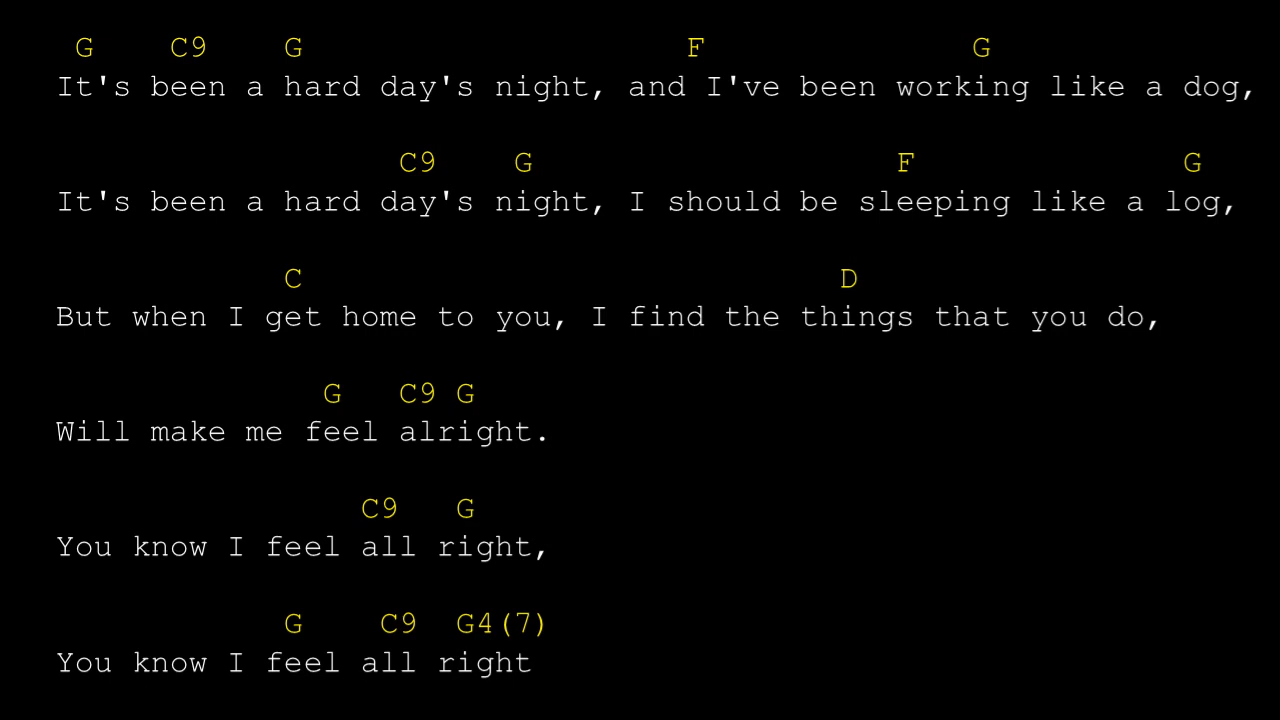 G C9 G F G
It's been a hard day's night, and I've been working like a dog,
C9 G F G
It's been a hard day's night, I should be sleeping like a log,
C D
But when I get home to you, I find the things that you do,
G C9 G
Will make me feel alright.
C9 G
You know I feel all right,
G C9 G4(7)
You know I feel all right